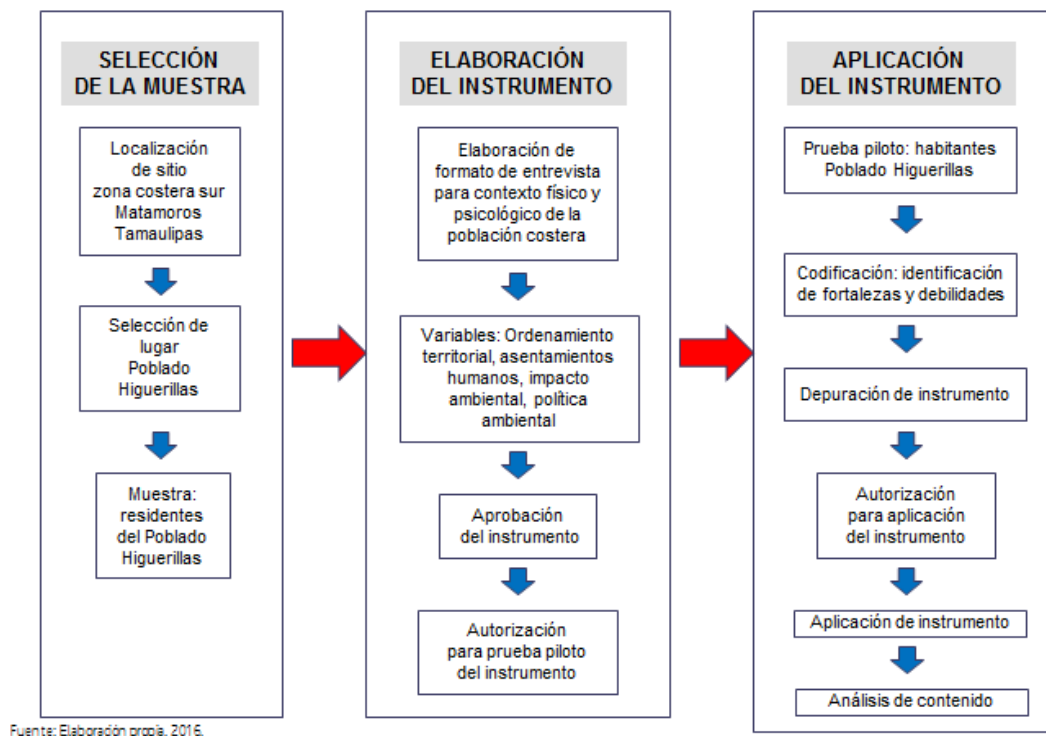 SELECCIÓN
DE LA MUESTRA
Localización
de sitio
zona costera sur
Matamoros
Tamaulipas
Selección de
lugar
Poblado
Higuerillas
Muestra:
residentes
del Poblado
Higuerillas
ELABORACIÓN
DEL INSTRUMENTO
Elaboración de
formato de entrevista
para contexto físico y
psicológico de la
población costera
Variables: Ordenamiento
territorial, asentamientos
humanos, impacto
ambiental, política
ambiental
Aprobación
del instrumento
Autorización
para prueba piloto
del instrumento
APLICACIÓN
DEL INSTRUMENTO
Prueba piloto: habitantes
Poblado Higuerillas
Codificación: identificación
de fortalezas y debilidades
Depuración de instrumento
Autorización
para aplicación
del instrumento
Aplicación de instrumento
Análisis de contenido
Fuente: Elaboración propia, 2016.